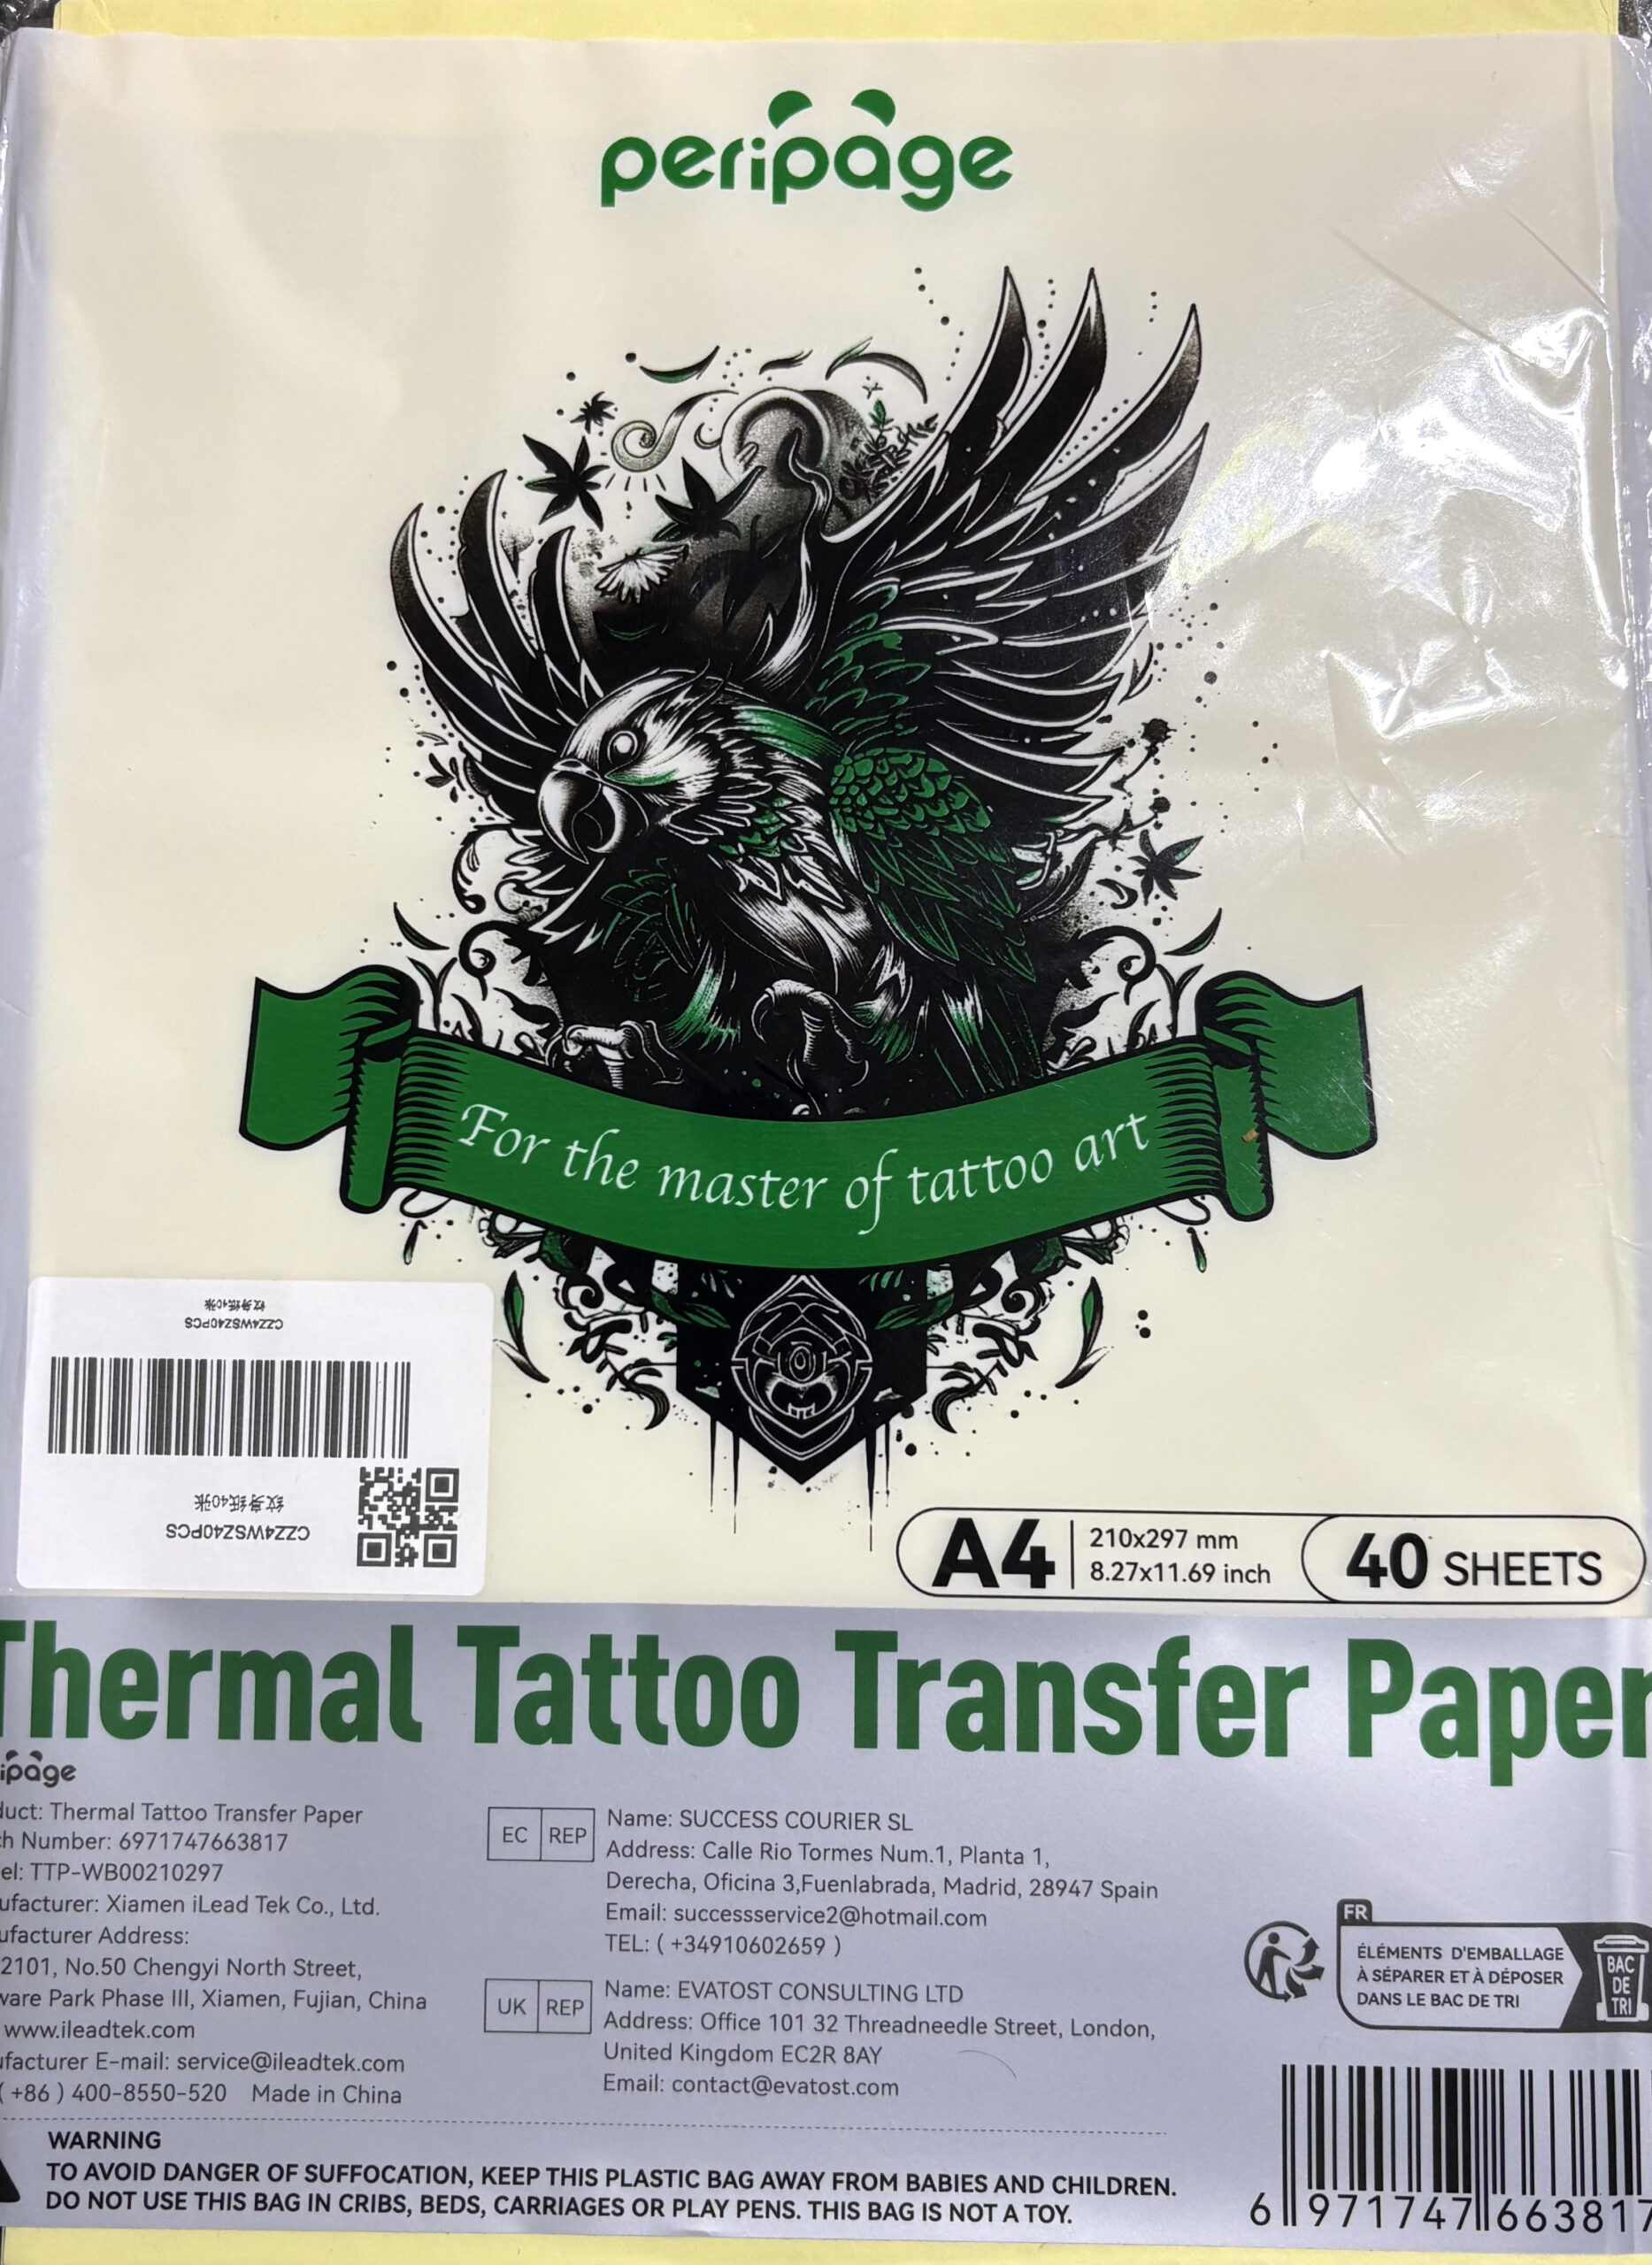 peripage
For the master of tattoo art
纹身纸40张
CZZ4WSZ40PCS
纹身纸40张
CZZ4WSZ40PCS
A4
210x297 mm
8.27x11.69 inch
40 SHEETS
Thermal Tattoo Transfer Paper
ipage
duct: Thermal Tattoo Transfer Paper
ch Number: 6971747663817
el: TTP-WB00210297
ufacturer: Xiamen iLead Tek Co., Ltd.
ufacturer Address:
2101, No.50 Chengyi North Street,
ware Park Phase III, Xiamen, Fujian, China
www.ileadtek.com
ufacturer E-mail: service@ileadtek.com
( +86 ) 400-8550-520 Made in China
EC REP
Name: SUCCESS COURIER SL
Address: Calle Rio Tormes Num.1, Planta 1,
Derecha, Oficina 3,Fuenlabrada, Madrid, 28947 Spain
Email: successservice2@hotmail.com
TEL: ( +34910602659 )
UK REP
Name: EVATOST CONSULTING LTD
Address: Office 101 32 Threadneedle Street, London,
United Kingdom EC2R 8AY
Email: contact@evatost.com
FR
ÉLÉMENTS D'EMBALLAGE
À SÉPARER ET À DÉPOSER
DANS LE BAC DE TRI
BAC
DE
TRI
WARNING
TO AVOID DANGER OF SUFFOCATION, KEEP THIS PLASTIC BAG AWAY FROM BABIES AND CHILDREN.
DO NOT USE THIS BAG IN CRIBS, BEDS, CARRIAGES OR PLAY PENS. THIS BAG IS NOT A TOY.
6 971747 663817